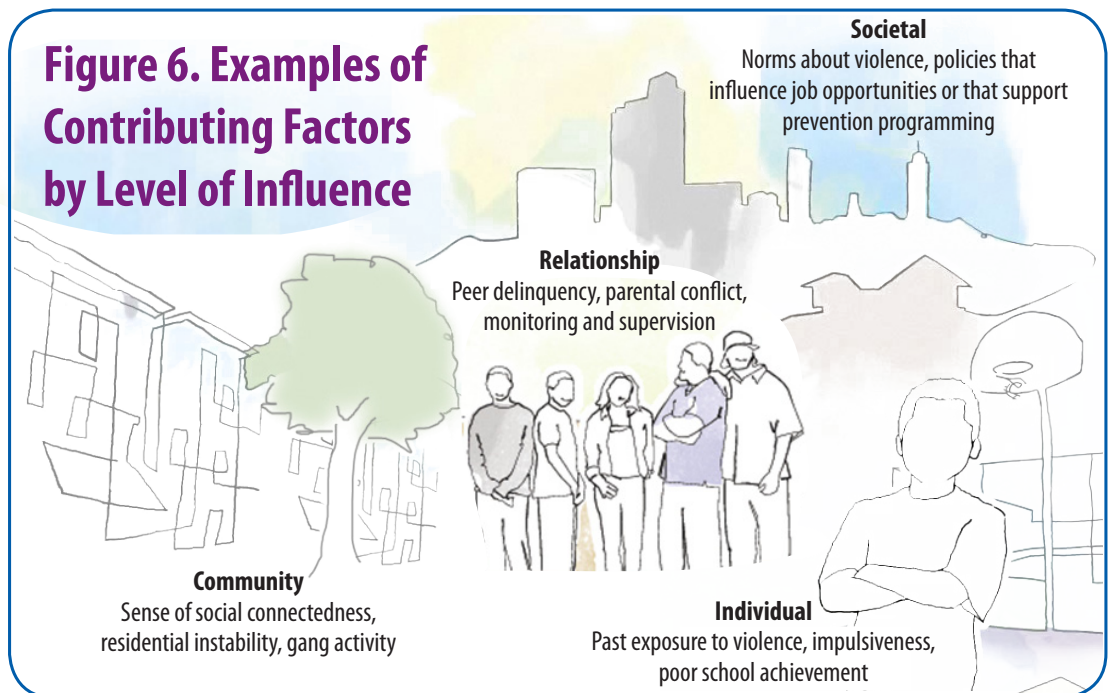 Figure 6. Examples of
Contributing Factors
by Level of Influence
Societal
Norms about violence, policies that
influence job opportunities or that support
prevention programming
Relationship
Peer delinquency, parental conflict,
monitoring and supervision
Community
Sense of social connectedness,
residential instability, gang activity
Individual
Past exposure to violence, impulsiveness,
poor school achievement